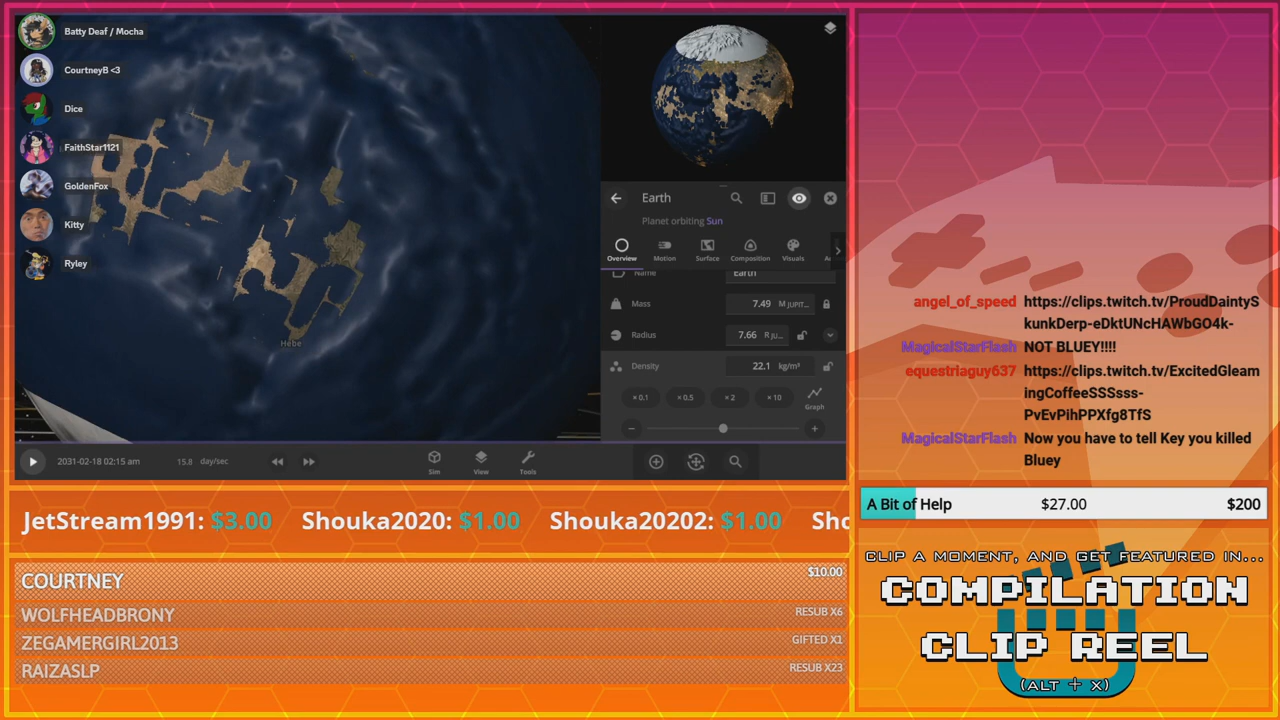 Batty Deaf / Mocha
CourtneyB <3
Dice
FaithStar1121
GoldenFox
Kitty
Ryley
Hebe
Earth
Planet orbiting Sun
Overview
Motion
Surface
Composition
Visuals
Name
Earth
Mass
7.49 M JUPIT...
Radius
7.66 R JU...
Density
22.1 kg/m³
× 0.1
× 0.5
× 2
× 10
Graph
2031-02-18 02:15 am
15.8 day/sec
Sim
View
Tools
angel_of_speed https://clips.twitch.tv/ProudDaintyS
kunkDerp-eDktUNcHAWbGO4k-
MagicalStarFlash NOT BLUEY!!!!
equestriaguy637 https://clips.twitch.tv/ExcitedGleam
ingCoffeeSSSsss-
PvEvPihPPXfg8TfS
MagicalStarFlash Now you have to tell Key you killed
Bluey
A Bit of Help $27.00 $200
JetStream1991: $3.00 Shouka2020: $1.00 Shouka20202: $1.00 Sho
COURTNEY $10.00
WOLFHEADBRONY RESUB X6
ZEGAMERGIRL2013 GIFTED X1
RAIZASLP RESUB X23
CLIP A MOMENT, AND GET FEATURED IN...
COMPILATION
CLIP REEL
(ALT + X)